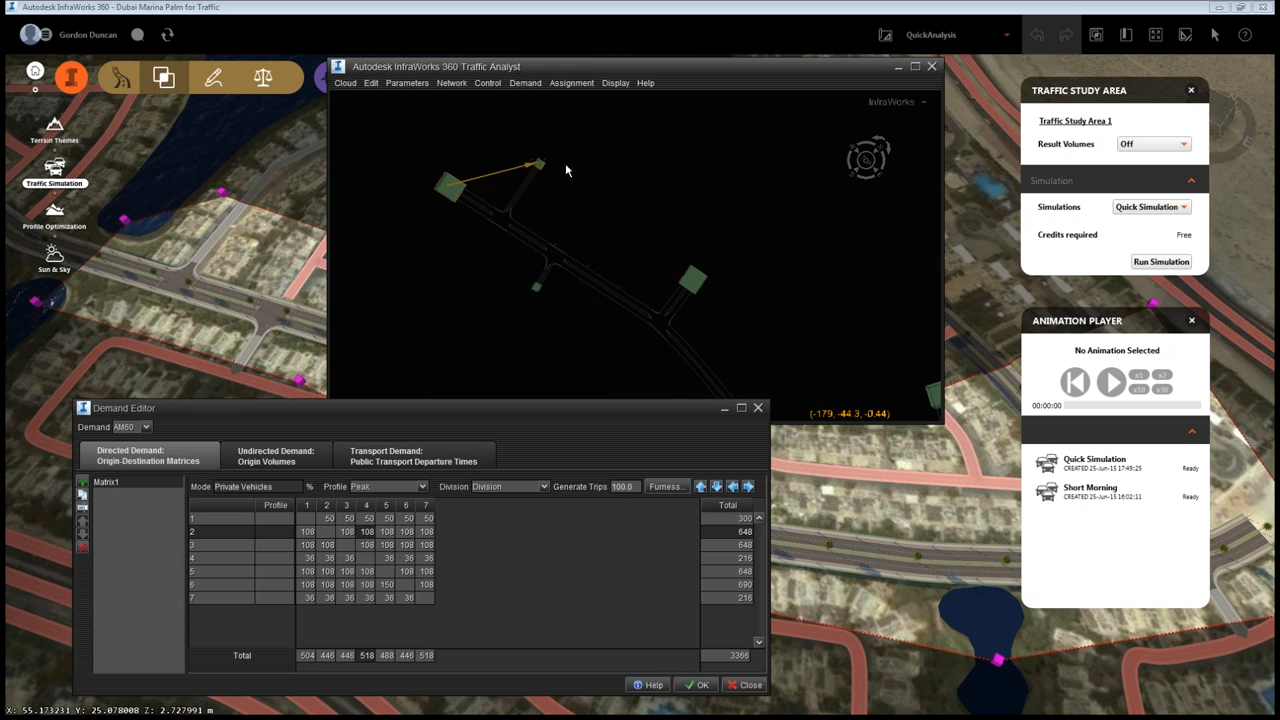 Autodesk InfraWorks 360 - Dubai Marina Palm for Traffic
Gordon Duncan
QuickAnalysis
Terrain Themes
Traffic Simulation
Profile Optimization
Sun & Sky
Autodesk InfraWorks 360 Traffic Analyst
Cloud Edit Parameters Network Control Demand Assignment Display Help
InfraWorks
(-179, -44.3, -0.44)
TRAFFIC STUDY AREA
Traffic Study Area 1
Result Volumes Off
Simulation
Simulations Quick Simulation
Credits required Free
Run Simulation
ANIMATION PLAYER
No Animation Selected
x1 x2
x10 x30
00:00:00
Quick Simulation
CREATED 25-Jun-15 17:49:25 Ready
Short Morning
CREATED 25-Jun-15 16:02:11 Ready
Demand Editor
Demand AM60
Directed Demand:
Origin-Destination Matrices
Undirected Demand:
Origin Volumes
Transport Demand:
Public Transport Departure Times
Matrix1
Mode Private Vehicles % Profile Peak Division Division Generate Trips 100.0 Furness...
Profile 1 2 3 4 5 6 7 Total
1 50 50 50 50 50 50 300
2 108 108 108 108 108 108 648
3 108 108 108 108 108 108 648
4 36 36 36 36 36 36 216
5 108 108 108 108 108 108 648
6 108 108 108 108 150 108 690
7 36 36 36 36 36 36 216
Total 504 446 446 518 488 446 518 3366
Help OK Close
X: 55.173231 Y: 25.078008 Z: 2.727991 m